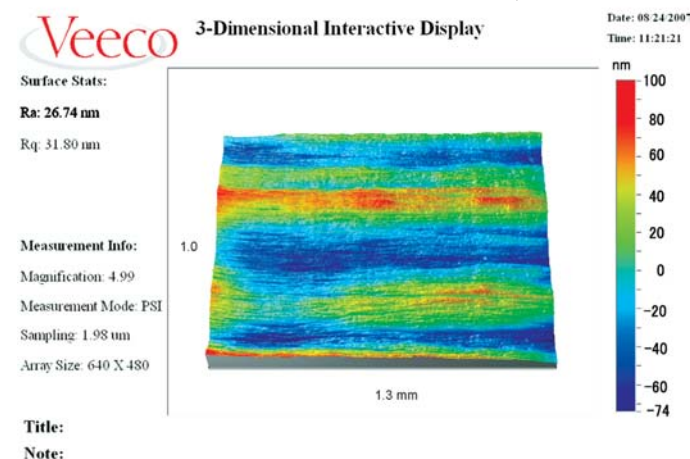 Veeco
3-Dimensional Interactive Display
Date: 08/24/2007
Time: 11:21:21
Surface Stats:
Ra: 26.74 nm
Rq: 31.80 nm
Measurement Info:
Magnification: 4.99
Measurement Mode: PSI
Sampling: 1.98 um
Array Size: 640 X 480
1.0
1.3 mm
nm
100
80
60
40
20
0
-20
-40
-60
-74
Title:
Note: